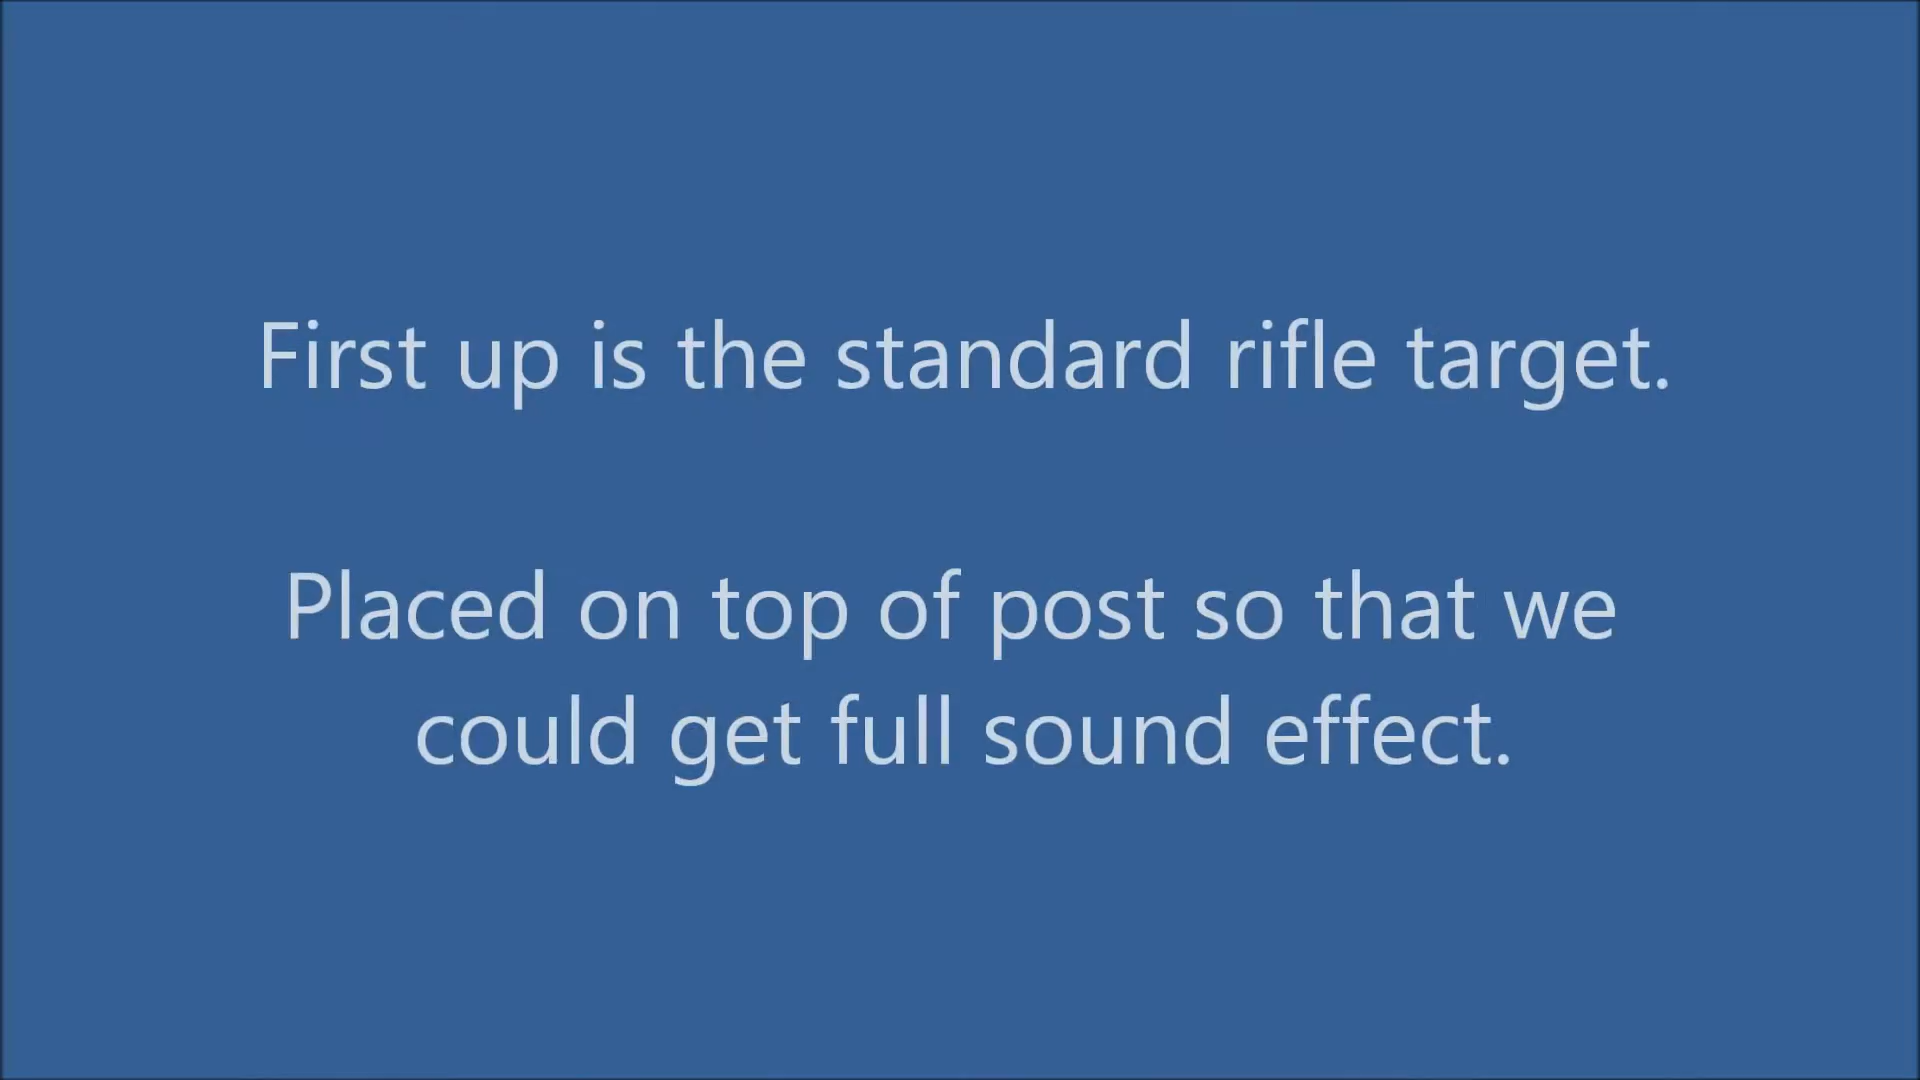 First up is the standard rifle target.
Placed on top of post so that we
could get full sound effect.